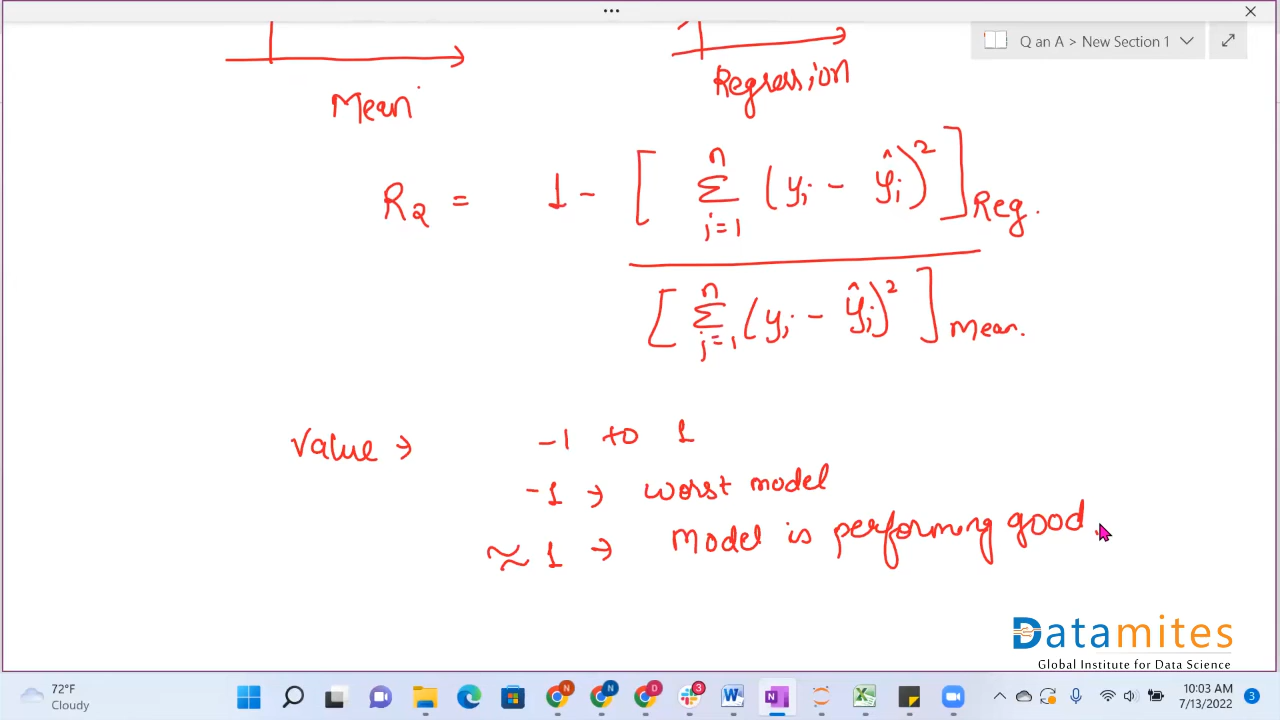 Q an A > New Section 1
Mean
Regression
R2 = 1 - [ n Σ i=1 (yi - ŷi)² ] Reg.
[ n Σ i=1 (yi - ŷi)² ] Mean.
Value → -1 to 1
-1 → worst model
≈ 1 → Model is performing good
Datamites
Global Institute for Data Science
72°F
Cloudy
N N D 3
10:03 AM
7/13/2022
3